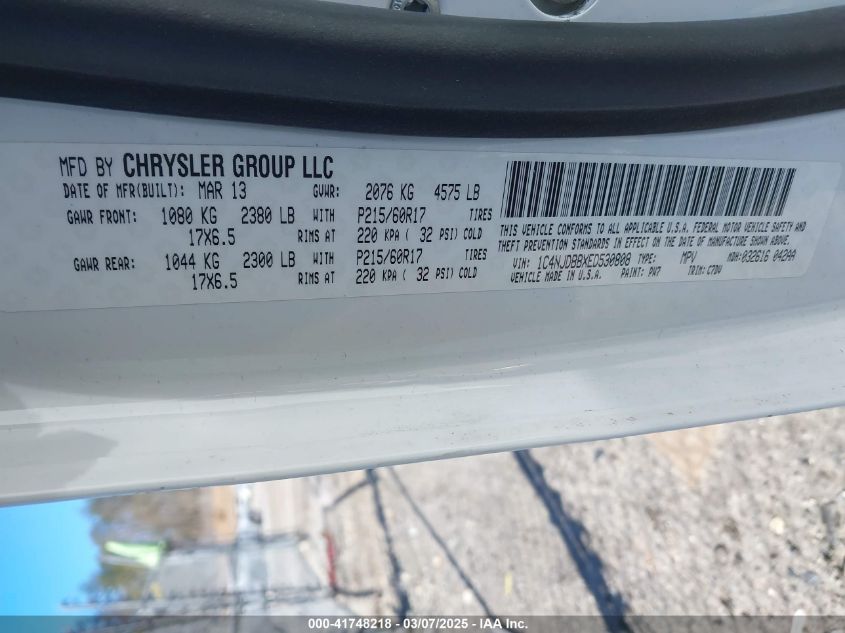 MFD BY CHRYSLER GROUP LLC
DATE OF MFR(BUILT): MAR 13 GVWR: 2076 KG 4575 LB
GAWR FRONT: 1080 KG 2380 LB WITH P215/60R17 TIRES
17X6.5 RIMS AT 220 KPA ( 32 PSI) COLD
GAWR REAR: 1044 KG 2300 LB WITH P215/60R17 TIRES
17X6.5 RIMS AT 220 KPA ( 32 PSI) COLD
THIS VEHICLE CONFORMS TO ALL APPLICABLE U.S.A. FEDERAL MOTOR VEHICLE SAFETY AND
THEFT PREVENTION STANDARDS IN EFFECT ON THE DATE OF MANUFACTURE SHOWN ABOVE.
VIN: 1C4NJDBBXED530808 TYPE: MPV MDH: 032616 042AA
VEHICLE MADE IN U.S.A. PAINT: PW7 TRIM: C7DV
000-41748218 - 03/07/2025 - IAA Inc.